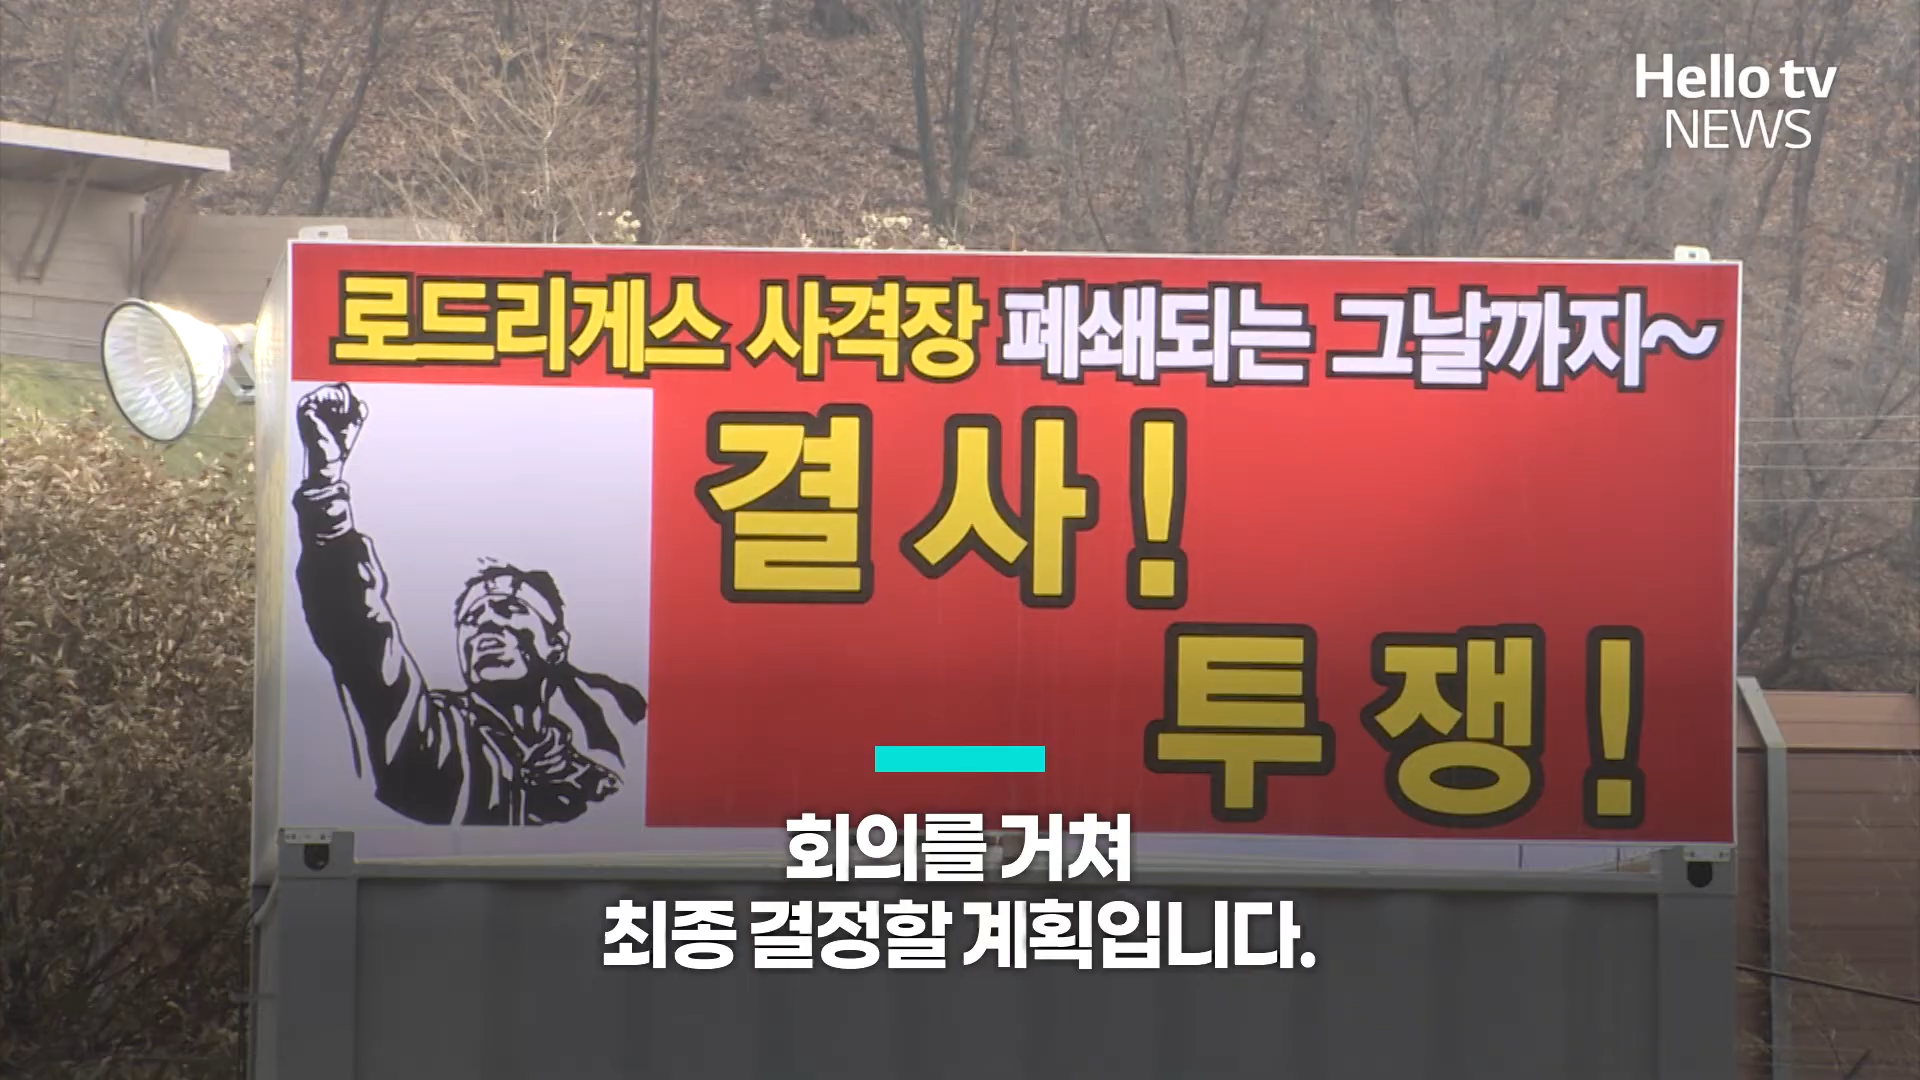 Hello tv
NEWS
로드리게스 사격장 폐쇄되는 그날까지~
결사!
투쟁!
회의를 거쳐
최종 결정할 계획입니다.